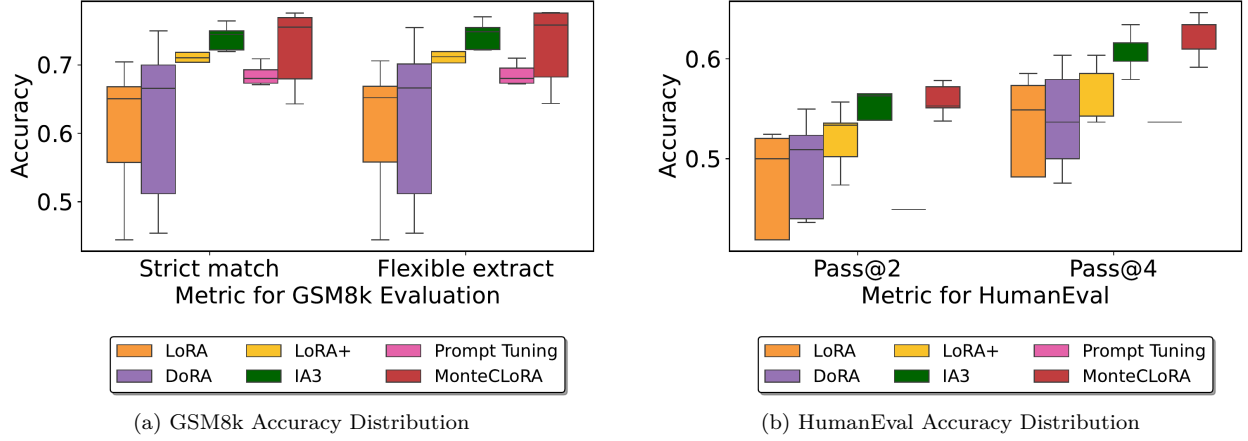 Accuracy
0.7
0.6
0.5
Strict match
Flexible extract
Metric for GSM8k Evaluation
LoRA
LoRA+
Prompt Tuning
DoRA
IA3
MonteCLoRA
(a) GSM8k Accuracy Distribution
Accuracy
0.6
0.5
Pass@2
Pass@4
Metric for HumanEval
LoRA
LoRA+
Prompt Tuning
DoRA
IA3
MonteCLoRA
(b) HumanEval Accuracy Distribution